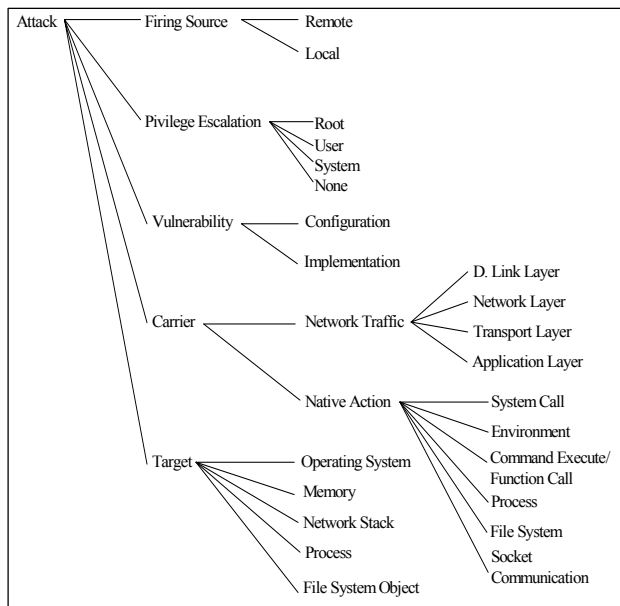 Attack
Firing Source
Remote
Local
Pivilege Escalation
Root
User
System
None
Vulnerability
Configuration
Implementation
Carrier
Network Traffic
D. Link Layer
Network Layer
Transport Layer
Application Layer
Native Action
System Call
Environment
Command Execute/
Function Call
Process
File System
Socket
Communication
Target
Operating System
Memory
Network Stack
Process
File System Object